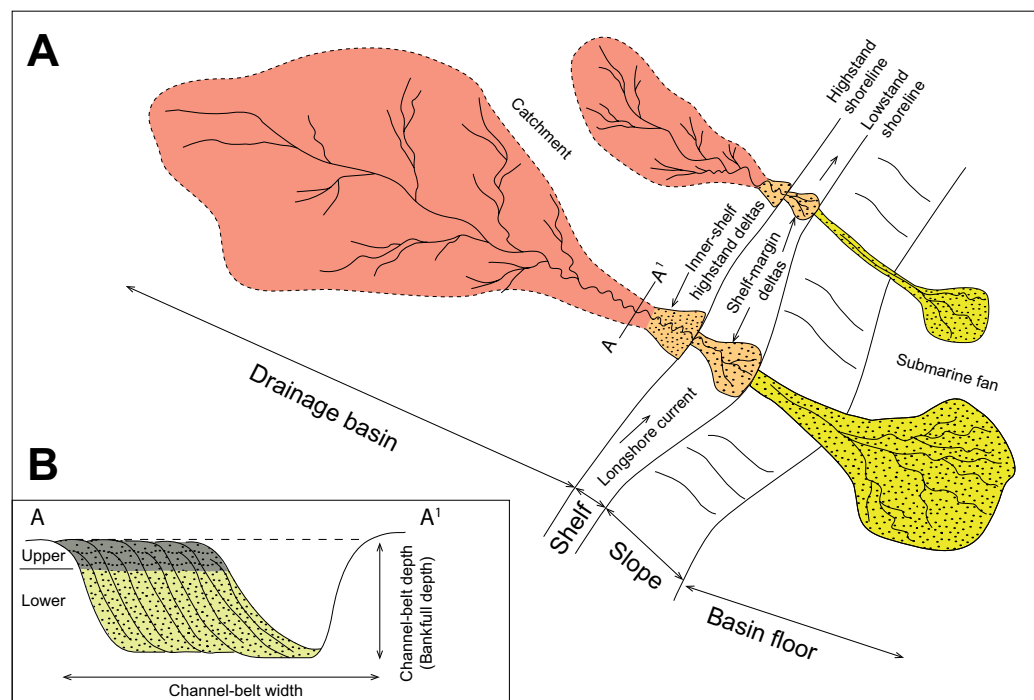 A
Catchment
Highstand
shoreline
Lowstand
shoreline
Inner-shelf
highstand deltas
Shelf-margin
deltas
A
A¹
Drainage basin
Longshore current
Submarine fan
Shelf
Slope
Basin floor
B
A
A¹
Upper
Lower
Channel-belt depth
(Bankfull depth)
Channel-belt width